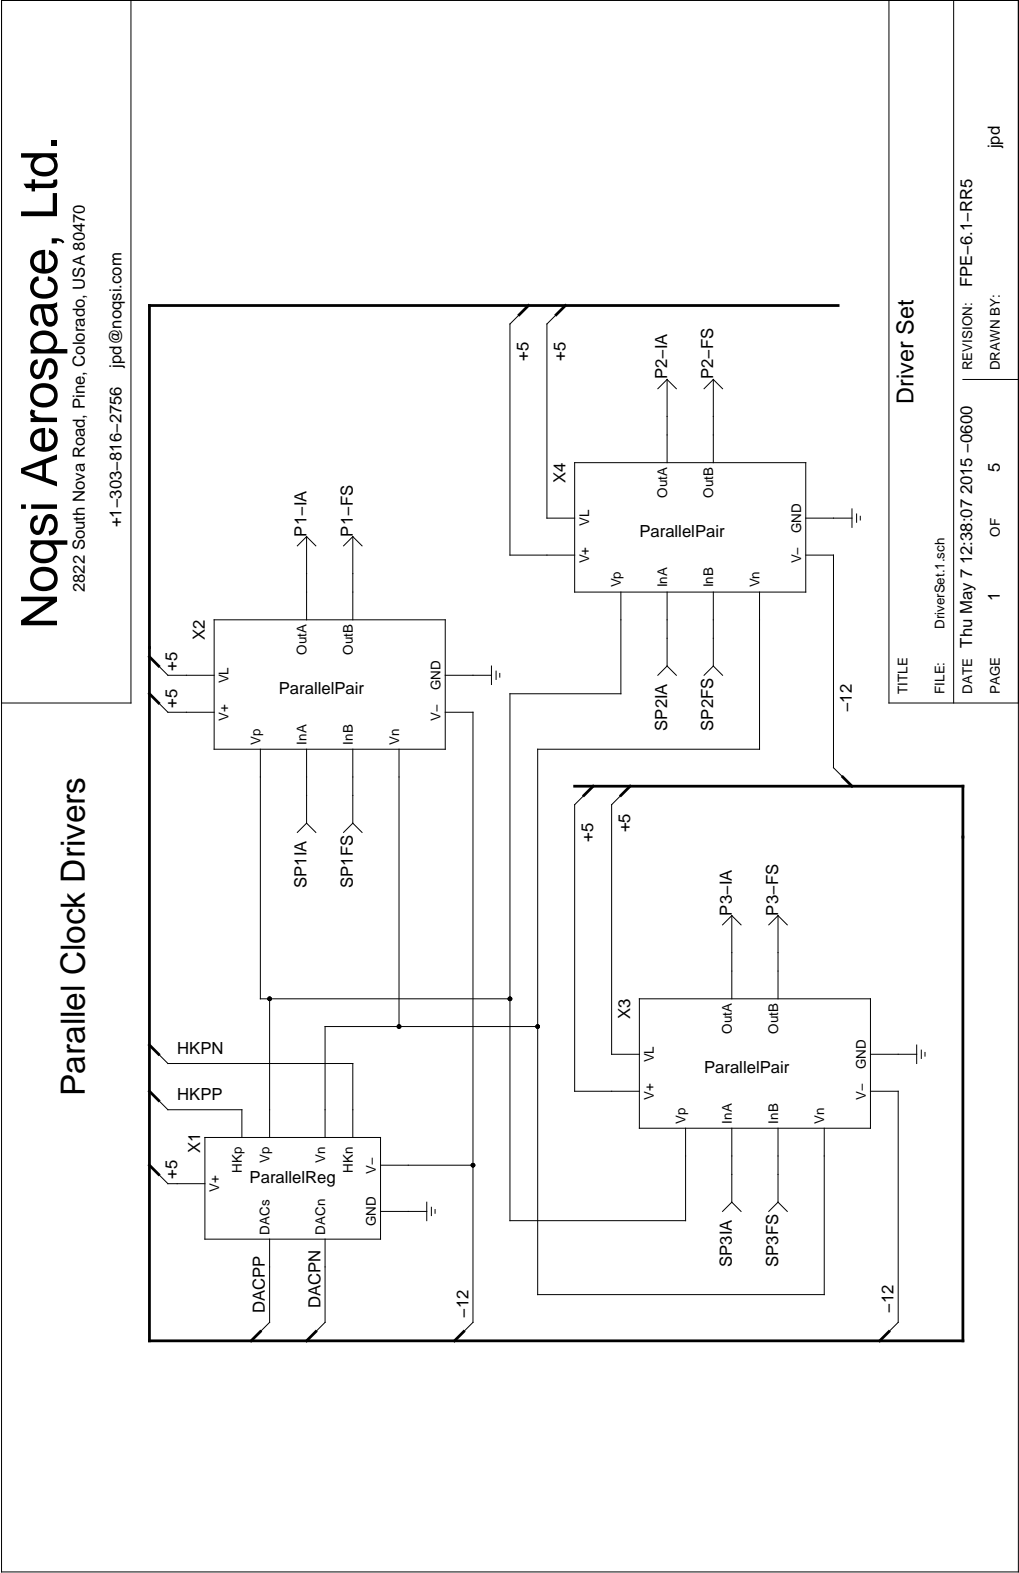 Parallel Clock Drivers
Noqsi Aerospace, Ltd.
2822 South Nova Road, Pine, Colorado, USA 80470
+1−303−816−2756 jpd@noqsi.com
+5
HKPP
HKPN
X1
V+
HKp
Vp
Vn
HKn
DACs
DACn
ParallelReg
GND
V−
DACPP
DACPN
−12
+5
+5
X2
V+
VL
Vp
InA
InB
Vn
OutA
OutB
ParallelPair
V−
GND
SP1IA
SP1FS
P1−IA
P1−FS
+5
+5
X3
V+
VL
Vp
InA
InB
Vn
OutA
OutB
ParallelPair
V−
GND
SP3IA
SP3FS
P3−IA
P3−FS
−12
+5
+5
X4
V+
VL
Vp
InA
InB
Vn
OutA
OutB
ParallelPair
V−
GND
SP2IA
SP2FS
P2−IA
P2−FS
−12
TITLE
Driver Set
FILE: DriverSet.1.sch
REVISION: FPE−6.1−RR5
DATE Thu May 7 12:38:07 2015 −0600
PAGE 1 OF 5
DRAWN BY: jpd